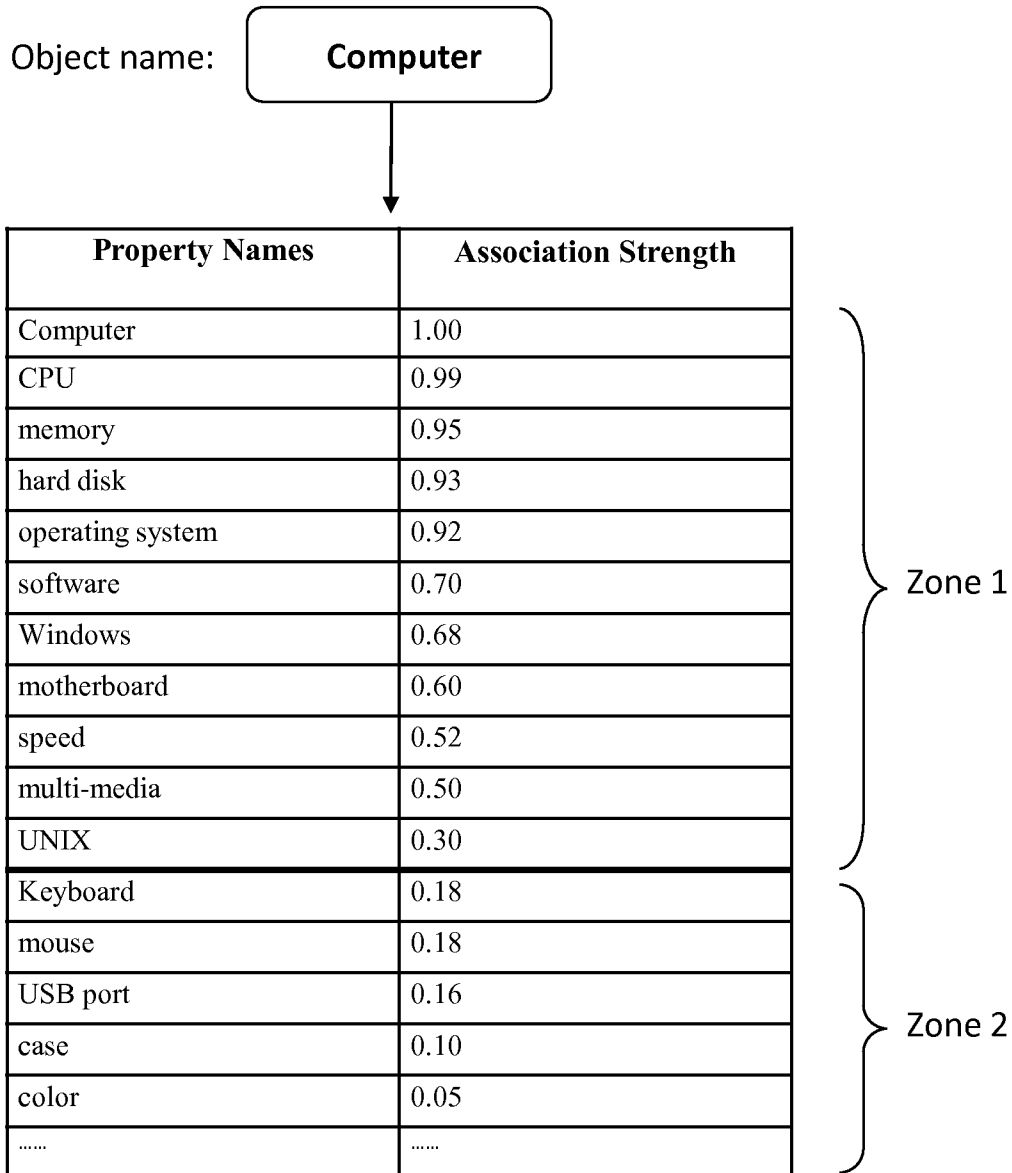 Object name: Computer
Property Names Association Strength
Computer 1.00
CPU 0.99
memory 0.95
hard disk 0.93
operating system 0.92
software 0.70
Zone 1
Windows 0.68
motherboard 0.60
speed 0.52
multi-media 0.50
UNIX 0.30
Keyboard 0.18
mouse 0.18
USB port 0.16
Zone 2
case 0.10
color 0.05
...... ......